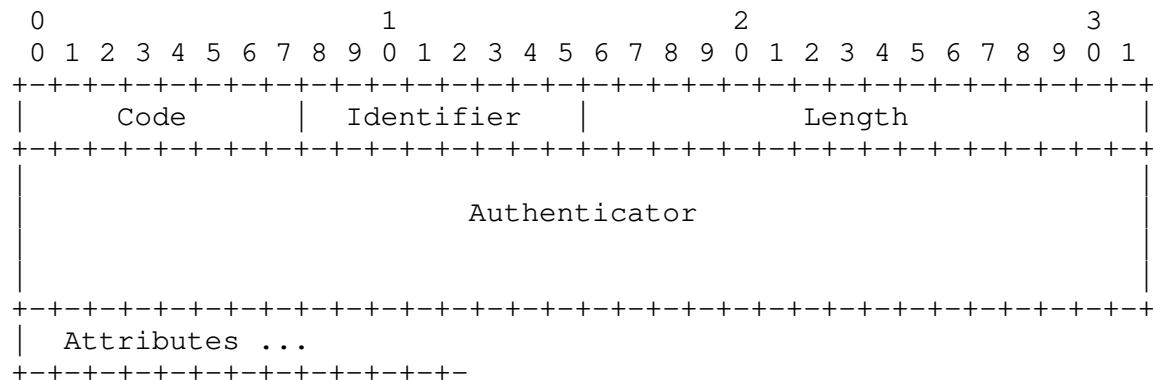 0                   1                   2                   3
 0 1 2 3 4 5 6 7 8 9 0 1 2 3 4 5 6 7 8 9 0 1 2 3 4 5 6 7 8 9 0 1
+-+-+-+-+-+-+-+-+-+-+-+-+-+-+-+-+-+-+-+-+-+-+-+-+-+-+-+-+-+-+-+-+
|     Code      |  Identifier   |            Length             |
+-+-+-+-+-+-+-+-+-+-+-+-+-+-+-+-+-+-+-+-+-+-+-+-+-+-+-+-+-+-+-+-+
|                                                               |
|                         Authenticator                         |
|                                                               |
|                                                               |
+-+-+-+-+-+-+-+-+-+-+-+-+-+-+-+-+-+-+-+-+-+-+-+-+-+-+-+-+-+-+-+-+
|  Attributes ...
+-+-+-+-+-+-+-+-+-+-+-+-+-